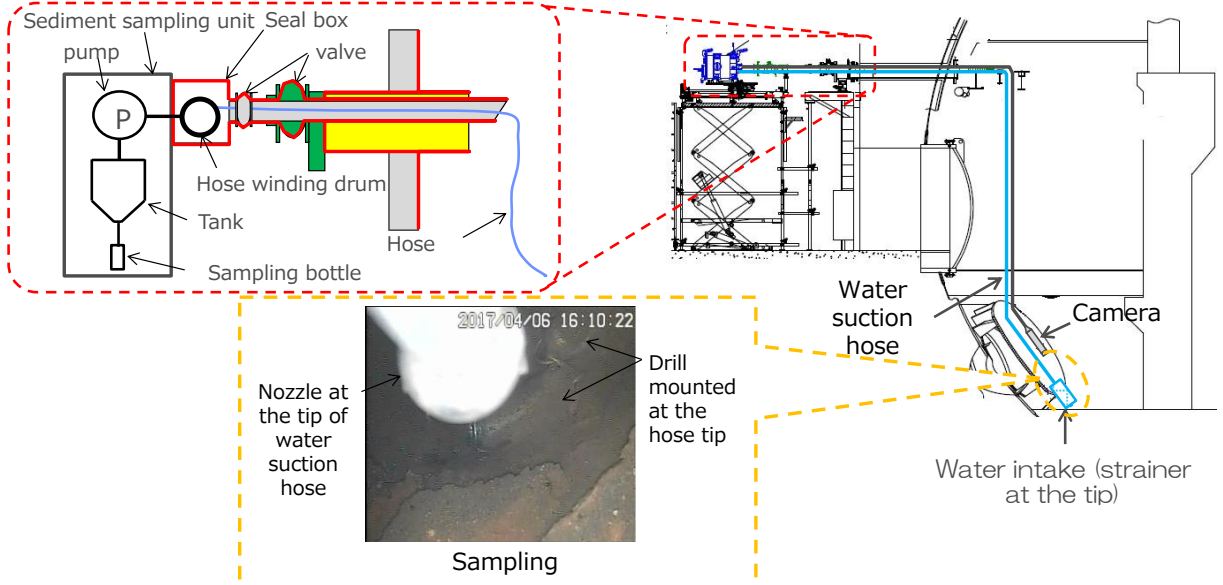 Sediment sampling unit
Seal box
pump
valve
P
Hose winding drum
Tank
Hose
Sampling bottle
Water
suction
hose
Camera
2017/04/06 16:10:22
Nozzle at
the tip of
water
suction
hose
Drill
mounted
at the
hose tip
Water intake (strainer
at the tip)
Sampling